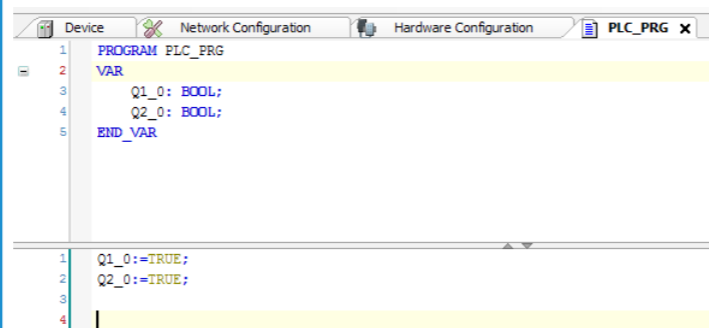 Device Network Configuration Hardware Configuration PLC_PRG X
1 PROGRAM PLC_PRG
2 VAR
3 Q1_0: BOOL;
4 Q2_0: BOOL;
5 END_VAR
1 Q1_0:=TRUE;
2 Q2_0:=TRUE;
3
4